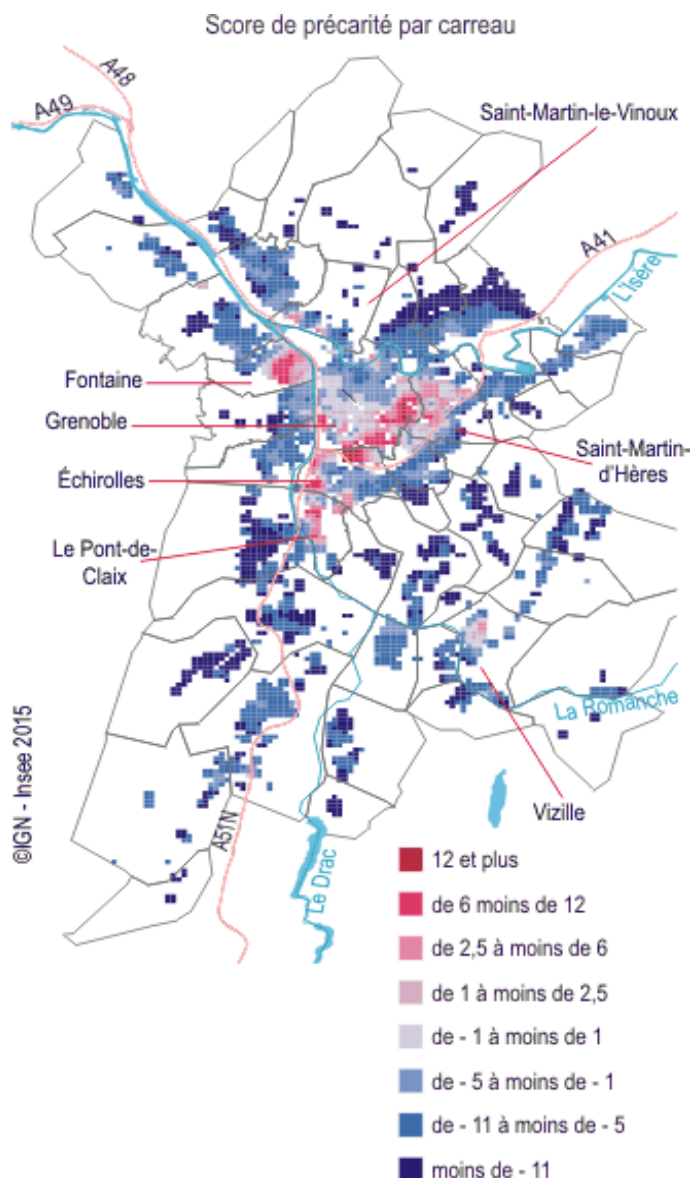 Score de précarité par carreau
A48
A49
Saint-Martin-le-Vinoux
A41
L'Isère
Fontaine
Grenoble
Saint-Martin-
d'Hères
Échirolles
Le Pont-de-
Claix
La Romanche
©IGN - Insee 2015
Vizille
A51N
Le Drac
12 et plus
de 6 moins de 12
de 2,5 à moins de 6
de 1 à moins de 2,5
de - 1 à moins de 1
de - 5 à moins de - 1
de - 11 à moins de - 5
moins de - 11